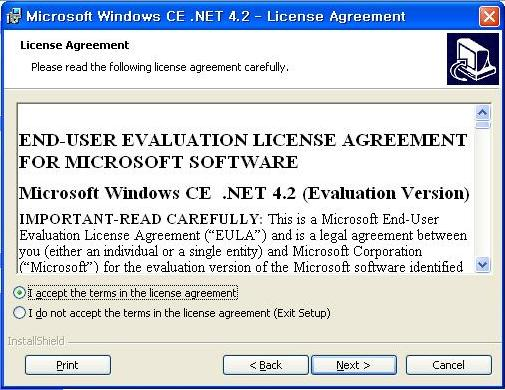 Microsoft Windows CE .NET 4.2 - License Agreement
License Agreement
Please read the following license agreement carefully.
END-USER EVALUATION LICENSE AGREEMENT
FOR MICROSOFT SOFTWARE
Microsoft Windows CE .NET 4.2 (Evaluation Version)
IMPORTANT-READ CAREFULLY: This is a Microsoft End-User
Evaluation License Agreement (“EULA”) and is a legal agreement between
you (either an individual or a single entity) and Microsoft Corporation
(“Microsoft”) for the evaluation version of the Microsoft software identified
I accept the terms in the license agreement
I do not accept the terms in the license agreement (Exit Setup)
InstallShield
Print
< Back
Next >
Cancel